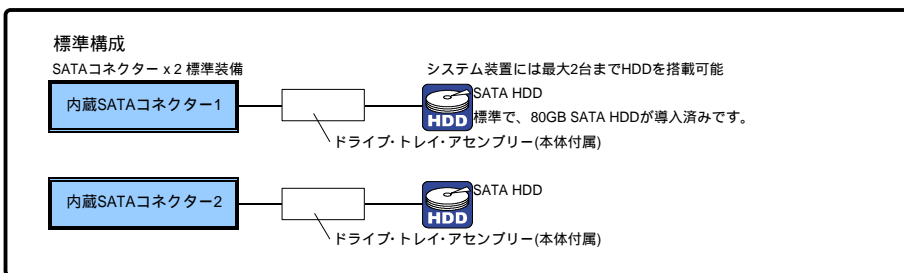 標準構成
SATAコネクター x 2 標準装備
システム装置には最大2台までHDDを搭載可能
内蔵SATAコネクター1
SATA HDD
HDD
標準で、80GB SATA HDDが導入済みです。
ドライブ・トレイ・アセンブリー(本体付属)
内蔵SATAコネクター2
SATA HDD
HDD
ドライブ・トレイ・アセンブリー(本体付属)